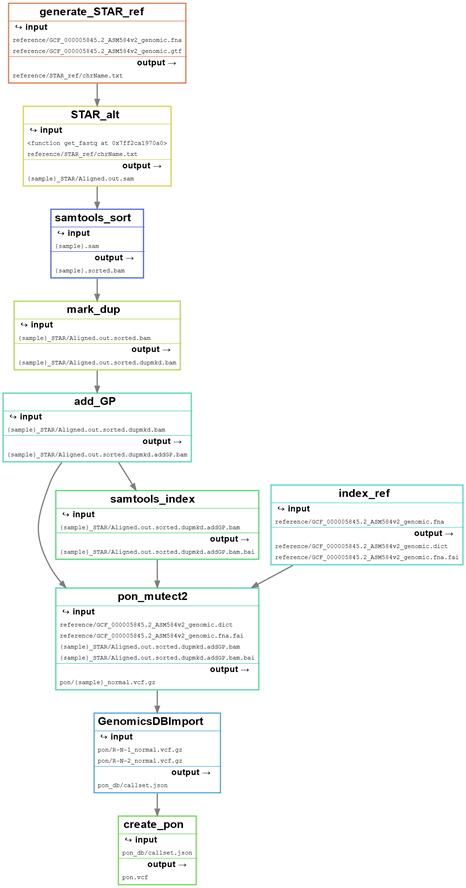 generate_STAR_ref
↪ input
reference/GCF_000005845.2_ASM584v2_genomic.fna
reference/GCF_000005845.2_ASM584v2_genomic.gtf
output →
reference/STAR_ref/chrName.txt
STAR_alt
↪ input
<function get_fastq at 0x7ff2ca1970a0>
reference/STAR_ref/chrName.txt
output →
{sample}_STAR/Aligned.out.sam
samtools_sort
↪ input
{sample}.sam
output →
{sample}.sorted.bam
mark_dup
↪ input
{sample}_STAR/Aligned.out.sorted.bam
output →
{sample}_STAR/Aligned.out.sorted.dupmkd.bam
add_GP
↪ input
{sample}_STAR/Aligned.out.sorted.dupmkd.bam
output →
{sample}_STAR/Aligned.out.sorted.dupmkd.addGP.bam
samtools_index
↪ input
{sample}_STAR/Aligned.out.sorted.dupmkd.addGP.bam
output →
{sample}_STAR/Aligned.out.sorted.dupmkd.addGP.bam.bai
index_ref
↪ input
reference/GCF_000005845.2_ASM584v2_genomic.fna
output →
reference/GCF_000005845.2_ASM584v2_genomic.dict
reference/GCF_000005845.2_ASM584v2_genomic.fna.fai
pon_mutect2
↪ input
reference/GCF_000005845.2_ASM584v2_genomic.dict
reference/GCF_000005845.2_ASM584v2_genomic.fna.fai
{sample}_STAR/Aligned.out.sorted.dupmkd.addGP.bam
{sample}_STAR/Aligned.out.sorted.dupmkd.addGP.bam.bai
output →
pon/{sample}_normal.vcf.gz
GenomicsDBImport
↪ input
pon/R-N-1_normal.vcf.gz
pon/R-N-2_normal.vcf.gz
output →
pon_db/callset.json
create_pon
↪ input
pon_db/callset.json
output →
pon.vcf